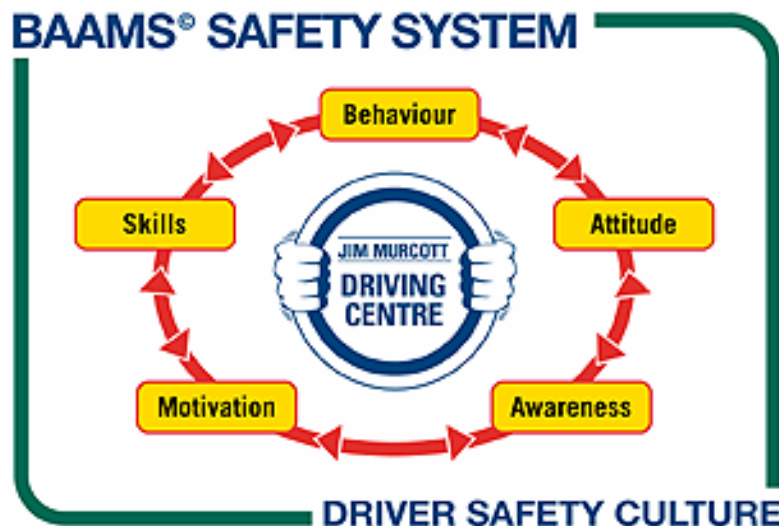 BAAMS© SAFETY SYSTEM
Behaviour
Skills
Attitude
JIM MURCOTT
DRIVING
CENTRE
Motivation
Awareness
DRIVER SAFETY CULTURE